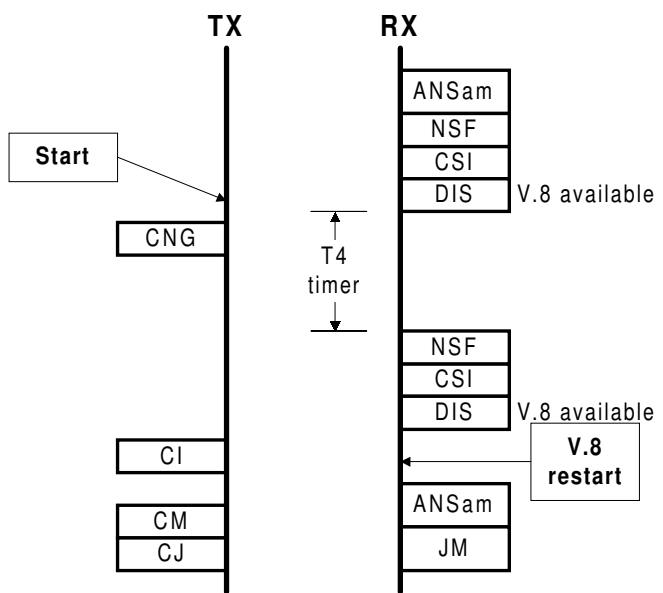 TX
RX
ANSam
NSF
Start
CSI
DIS
V.8 available
CNG
T4
timer
NSF
CSI
DIS
V.8 available
CI
V.8
restart
ANSam
CM
CJ
JM